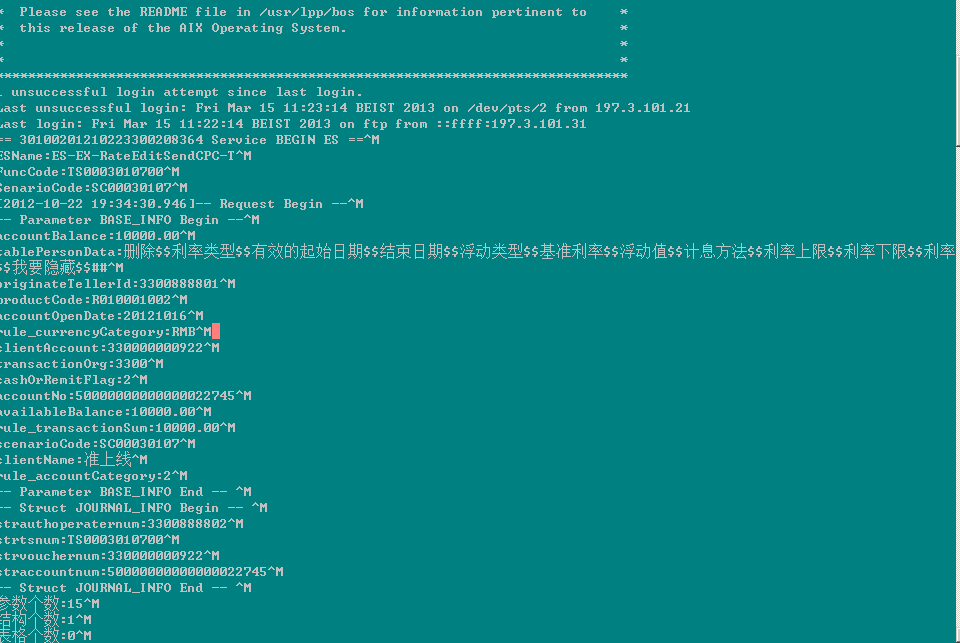 * Please see the README file in /usr/lpp/bos for information pertinent to *
* this release of the AIX Operating System. *
* *
* *
*******************************************************************************
unsuccessful login attempt since last login.
Last unsuccessful login: Fri Mar 15 11:23:14 BEIST 2013 on /dev/pts/2 from 197.3.101.21
Last login: Fri Mar 15 11:22:14 BEIST 2013 on ftp from ::ffff:197.3.101.31
== 30100201210223300208364 Service BEGIN ES ==^M
ESName:ES-EX-RateEditSendCPC-T^M
FuncCode:TS0003010700^M
SenarioCode:SC00030107^M
[2012-10-22 19:34:30.946]-- Request Begin --^M
-- Parameter BASE_INFO Begin --^M
accountBalance:10000.00^M
tablePersonData:删除$$利率类型$$有效的起始日期$$结束日期$$浮动类型$$基准利率$$浮动值$$计息方法$$利率上限$$利率下限$$利率
$$我要隐藏$$##^M
originateTellerId:3300888801^M
productCode:R010001002^M
accountOpenDate:20121016^M
rule_currencyCategory:RMB^M
clientAccount:330000000922^M
transactionOrg:3300^M
cashOrRemitFlag:2^M
accountNo:50000000000000022745^M
availableBalance:10000.00^M
rule_transactionSum:10000.00^M
scenarioCode:SC00030107^M
clientName:准上线^M
rule_accountCategory:2^M
-- Parameter BASE_INFO End -- ^M
-- Struct JOURNAL_INFO Begin -- ^M
strauthoperaternum:3300888802^M
strtsnum:TS0003010700^M
strvouchernum:330000000922^M
straccountnum:50000000000000022745^M
-- Struct JOURNAL_INFO End -- ^M
参数个数:15^M
结构个数:1^M
表格个数:0^M